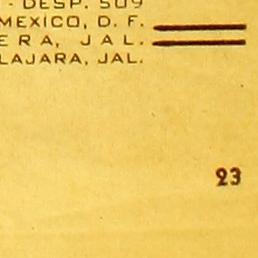 - DESP. 509
MEXICO, D. F.
ERA, JAL.
LAJARA, JAL.
23